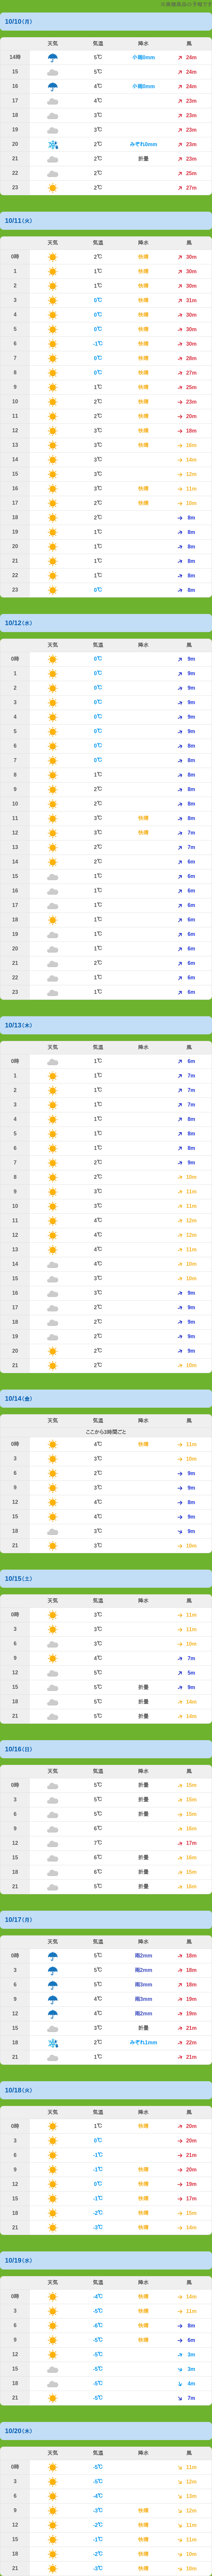 10/10(月)
天気 気温 降水 風
14時 5℃ 小雨0mm 24m
15 5℃ 24m
16 4℃ 小雨0mm 24m
17 4℃ 23m
18 3℃ 23m
19 3℃ 23m
20 2℃ みぞれ0mm 23m
21 2℃ 折畳 23m
22 2℃ 25m
23 2℃ 27m
10/11(火)
天気 気温 降水 風
0時 2℃ 快晴 30m
1 1℃ 快晴 30m
2 1℃ 快晴 30m
3 0℃ 快晴 31m
4 0℃ 快晴 30m
5 0℃ 快晴 30m
6 -1℃ 快晴 30m
7 0℃ 快晴 28m
8 0℃ 快晴 27m
9 1℃ 快晴 25m
10 2℃ 快晴 23m
11 2℃ 快晴 20m
12 3℃ 快晴 18m
13 3℃ 快晴 16m
14 3℃ 14m
15 3℃ 12m
16 3℃ 快晴 11m
17 2℃ 快晴 10m
18 2℃ 8m
19 1℃ 8m
20 1℃ 8m
21 1℃ 8m
22 1℃ 8m
23 0℃ 8m
10/12(水)
天気 気温 降水 風
0時 0℃ 9m
1 0℃ 9m
2 0℃ 9m
3 0℃ 9m
4 0℃ 9m
5 0℃ 9m
6 0℃ 8m
7 0℃ 8m
8 1℃ 8m
9 2℃ 8m
10 2℃ 8m
11 3℃ 快晴 8m
12 3℃ 快晴 7m
13 2℃ 7m
14 2℃ 6m
15 1℃ 6m
16 1℃ 6m
17 1℃ 6m
18 1℃ 6m
19 1℃ 6m
20 1℃ 6m
21 2℃ 6m
22 1℃ 6m
23 1℃ 6m
10/13(木)
天気 気温 降水 風
0時 1℃ 6m
1 1℃ 7m
2 1℃ 7m
3 1℃ 7m
4 1℃ 8m
5 1℃ 8m
6 1℃ 8m
7 2℃ 9m
8 2℃ 10m
9 3℃ 11m
10 3℃ 11m
11 4℃ 12m
12 4℃ 12m
13 4℃ 11m
14 4℃ 10m
15 3℃ 10m
16 3℃ 9m
17 2℃ 9m
18 2℃ 9m
19 2℃ 9m
20 2℃ 9m
21 2℃ 10m
10/14(金)
天気 気温 降水 風
ここから3時間ごと
0時 4℃ 快晴 11m
3 3℃ 10m
6 2℃ 9m
9 3℃ 9m
12 4℃ 8m
15 4℃ 9m
18 3℃ 9m
21 3℃ 10m
10/15(土)
天気 気温 降水 風
0時 3℃ 11m
3 3℃ 11m
6 3℃ 10m
9 4℃ 7m
12 5℃ 5m
15 5℃ 折畳 9m
18 5℃ 折畳 14m
21 5℃ 折畳 14m
10/16(日)
天気 気温 降水 風
0時 5℃ 折畳 15m
3 5℃ 折畳 15m
6 5℃ 折畳 15m
9 6℃ 16m
12 7℃ 17m
15 6℃ 折畳 16m
18 6℃ 折畳 15m
21 5℃ 折畳 16m
10/17(月)
天気 気温 降水 風
0時 5℃ 雨2mm 18m
3 5℃ 雨2mm 18m
6 5℃ 雨3mm 18m
9 4℃ 雨3mm 19m
12 4℃ 雨2mm 19m
15 3℃ 折畳 21m
18 2℃ みぞれ1mm 22m
21 1℃ 21m
10/18(火)
天気 気温 降水 風
0時 1℃ 快晴 20m
3 0℃ 20m
6 -1℃ 21m
9 -1℃ 快晴 20m
12 0℃ 快晴 19m
15 -1℃ 快晴 17m
18 -2℃ 快晴 15m
21 -3℃ 快晴 14m
10/19(水)
天気 気温 降水 風
0時 -4℃ 快晴 14m
3 -5℃ 快晴 11m
6 -6℃ 快晴 8m
9 -5℃ 快晴 6m
12 -5℃ 3m
15 -5℃ 3m
18 -5℃ 4m
21 -5℃ 7m
10/20(木)
天気 気温 降水 風
0時 -5℃ 11m
3 -5℃ 12m
6 -4℃ 13m
9 -3℃ 快晴 12m
12 -2℃ 快晴 11m
15 -1℃ 快晴 11m
18 -2℃ 快晴 10m
21 -3℃ 快晴 10m